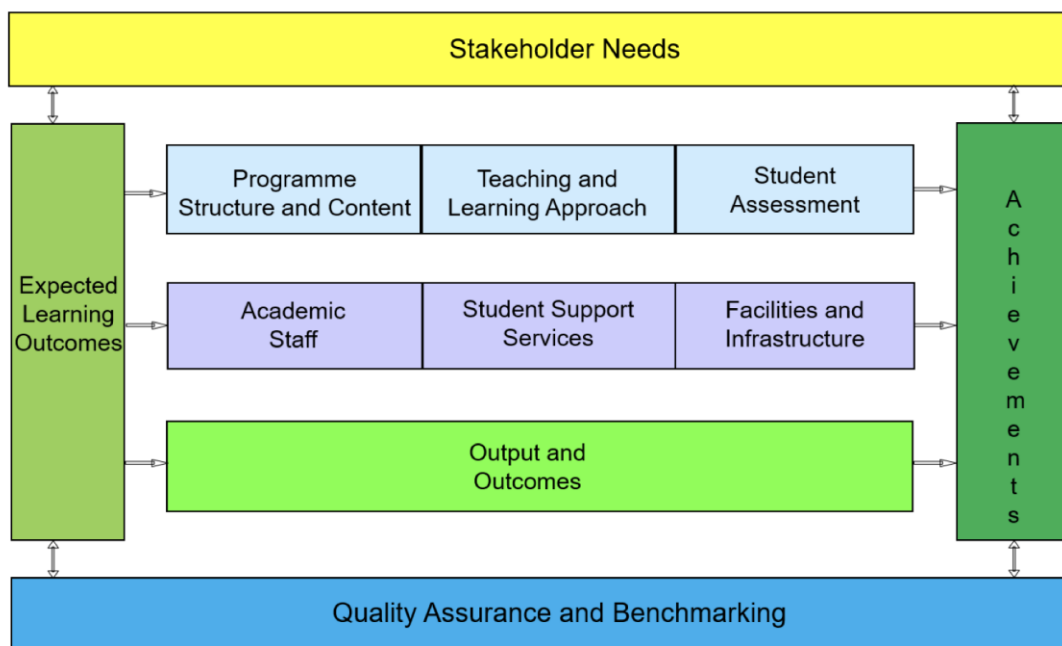 Stakeholder Needs
Programme
Structure and Content
Teaching and
Learning Approach
Student
Assessment
Expected
Learning
Outcomes
Academic
Staff
Student Support
Services
Facilities and
Infrastructure
Output and
Outcomes
Achievements
Quality Assurance and Benchmarking